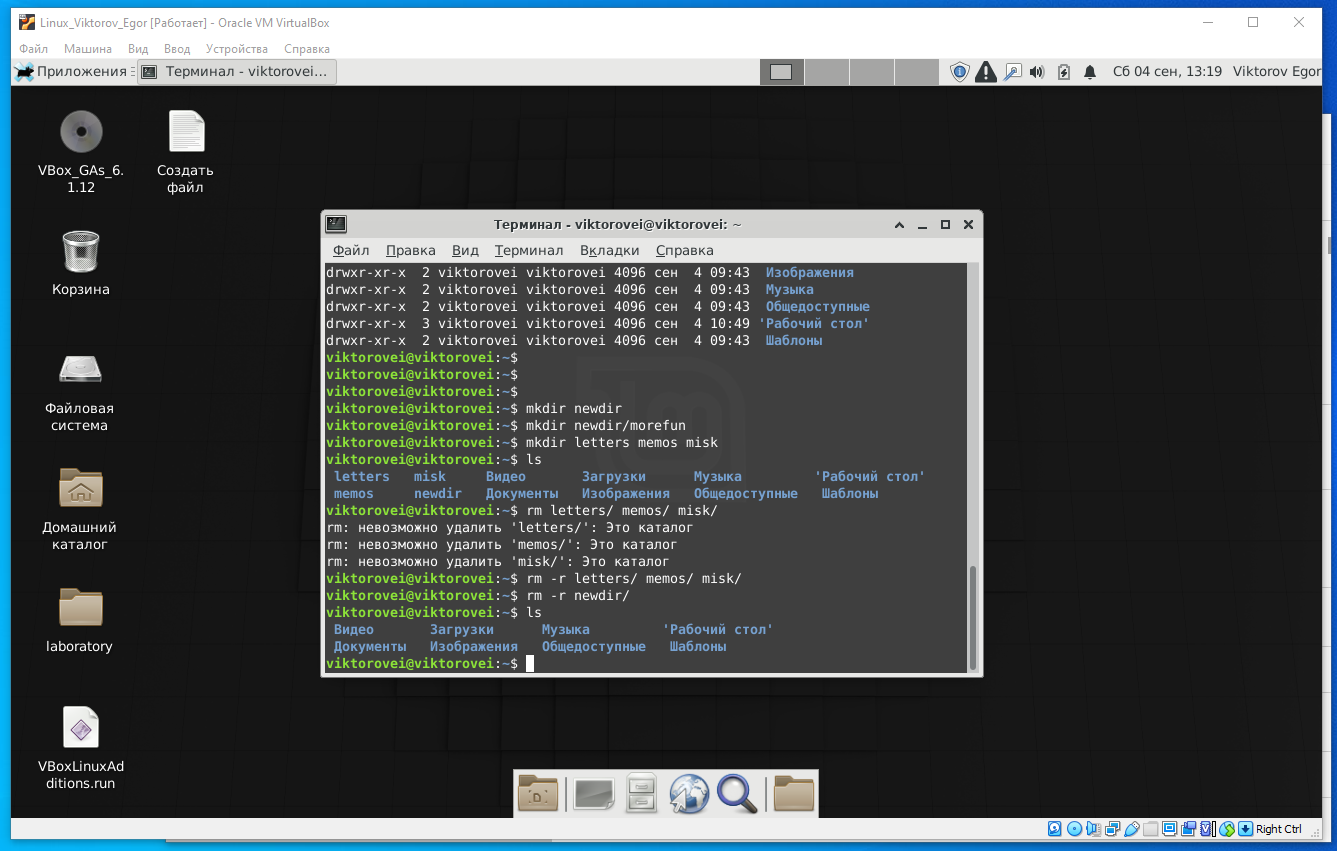 Linux_Viktorov_Egor [Работает] - Oracle VM VirtualBox
Файл Машина Вид Ввод Устройства Справка
Приложения Терминал - viktorovei... Сб 04 сен, 13:19 Viktorov Egor
VBox_GAs_6.
1.12
Создать
файл
Корзина
Файловая
система
Домашний
каталог
laboratory
VBoxLinuxAd
ditions.run
Терминал - viktorovei@viktorovei: ~
Файл Правка Вид Терминал Вкладки Справка
drwxr-xr-x 2 viktorovei viktorovei 4096 сен 4 09:43 Изображения
drwxr-xr-x 2 viktorovei viktorovei 4096 сен 4 09:43 Музыка
drwxr-xr-x 2 viktorovei viktorovei 4096 сен 4 09:43 Общедоступные
drwxr-xr-x 3 viktorovei viktorovei 4096 сен 4 10:49 'Рабочий стол'
drwxr-xr-x 2 viktorovei viktorovei 4096 сен 4 09:43 Шаблоны
viktorovei@viktorovei:~$
viktorovei@viktorovei:~$
viktorovei@viktorovei:~$
viktorovei@viktorovei:~$ mkdir newdir
viktorovei@viktorovei:~$ mkdir newdir/morefun
viktorovei@viktorovei:~$ mkdir letters memos misk
viktorovei@viktorovei:~$ ls
letters misk Видео Загрузки Музыка 'Рабочий стол'
memos newdir Документы Изображения Общедоступные Шаблоны
viktorovei@viktorovei:~$ rm letters/ memos/ misk/
rm: невозможно удалить 'letters/': Это каталог
rm: невозможно удалить 'memos/': Это каталог
rm: невозможно удалить 'misk/': Это каталог
viktorovei@viktorovei:~$ rm -r letters/ memos/ misk/
viktorovei@viktorovei:~$ rm -r newdir/
viktorovei@viktorovei:~$ ls
Видео Загрузки Музыка 'Рабочий стол'
Документы Изображения Общедоступные Шаблоны
viktorovei@viktorovei:~$
Right Ctrl